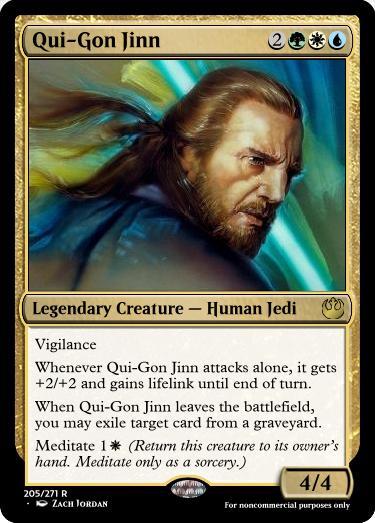 Qui-Gon Jinn 2
Legendary Creature — Human Jedi
Vigilance
Whenever Qui-Gon Jinn attacks alone, it gets
+2/+2 and gains lifelink until end of turn.
When Qui-Gon Jinn leaves the battlefield,
you may exile target card from a graveyard.
Meditate 1 (Return this creature to its owner's
hand. Meditate only as a sorcery.)
4/4
205/271 R
Zach Jordan
For noncommercial purposes only